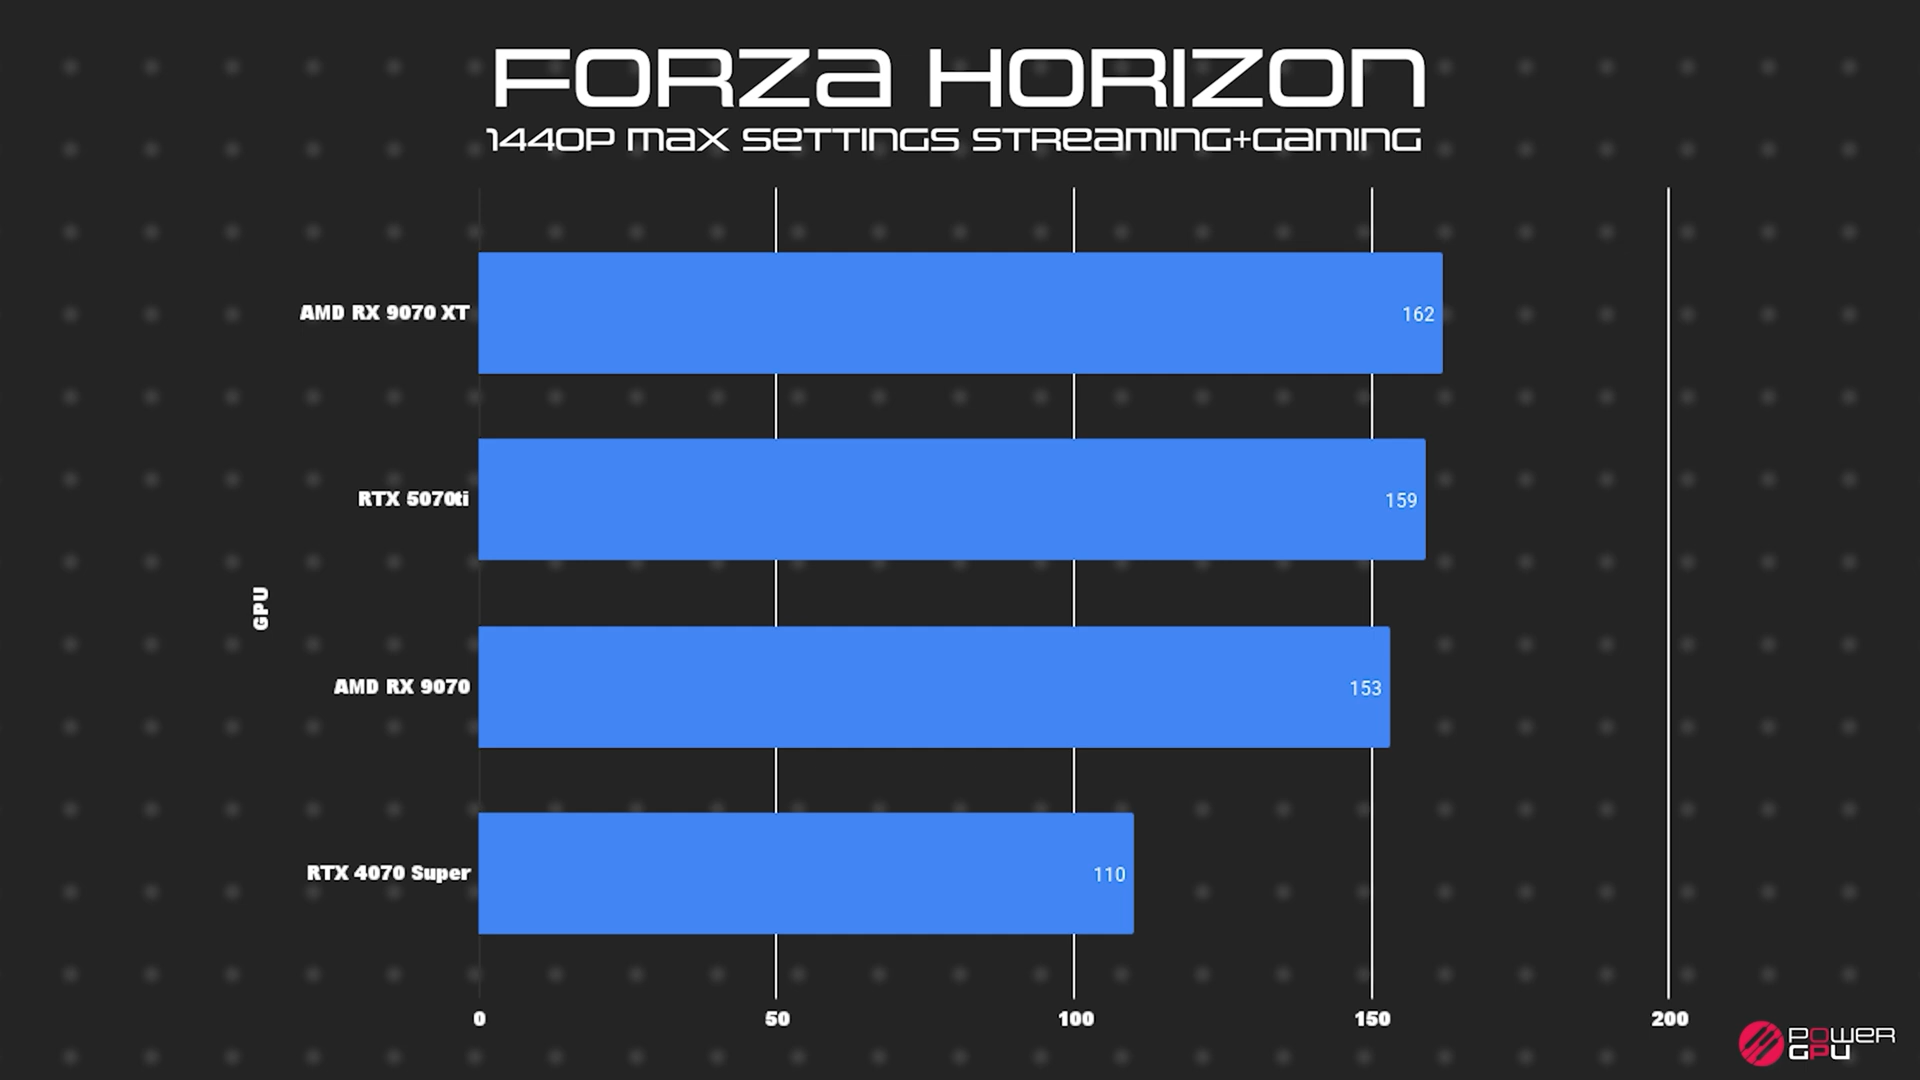 FORZA HORIZON
1440P MAX SETTINGS STREAMING+GAMING
AMD RX 9070 XT
162
RTX 5070ti
159
GPU
AMD RX 9070
153
RTX 4070 Super
110
0 50 100 150 200
POWER
GPU